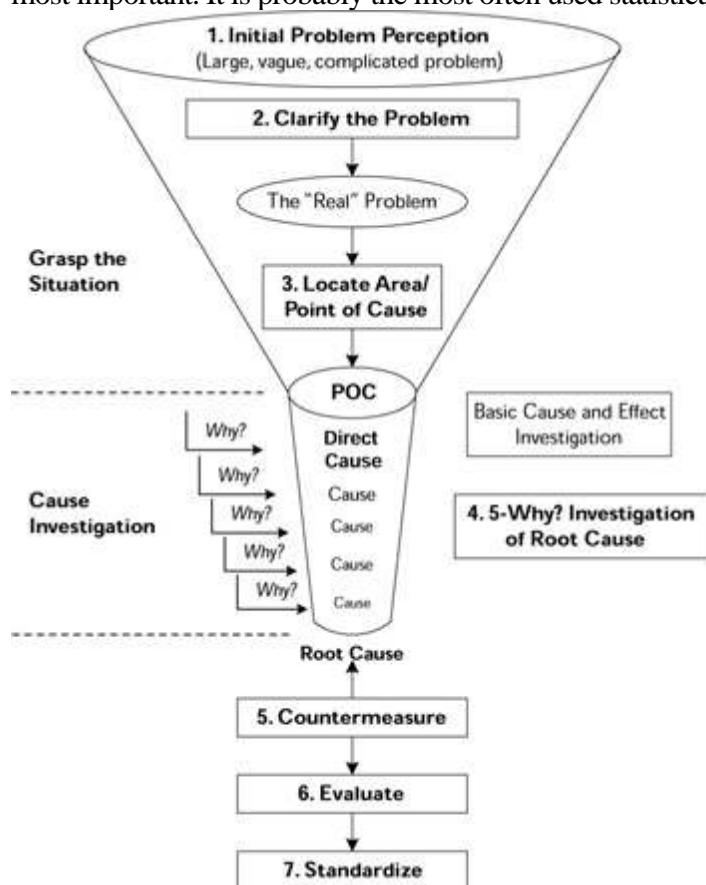 most important. It is probably the most often used statistic
1. Initial Problem Perception
(Large, vague, complicated problem)
2. Clarify the Problem
The "Real" Problem
Grasp the
Situation
3. Locate Area/
Point of Cause
POC
Basic Cause and Effect
Investigation
Why?
Direct
Cause
Why?
Cause
Cause
Investigation
Why?
Cause
4. 5-Why? Investigation
of Root Cause
Why?
Cause
Why?
Cause
Root Cause
5. Countermeasure
6. Evaluate
7. Standardize